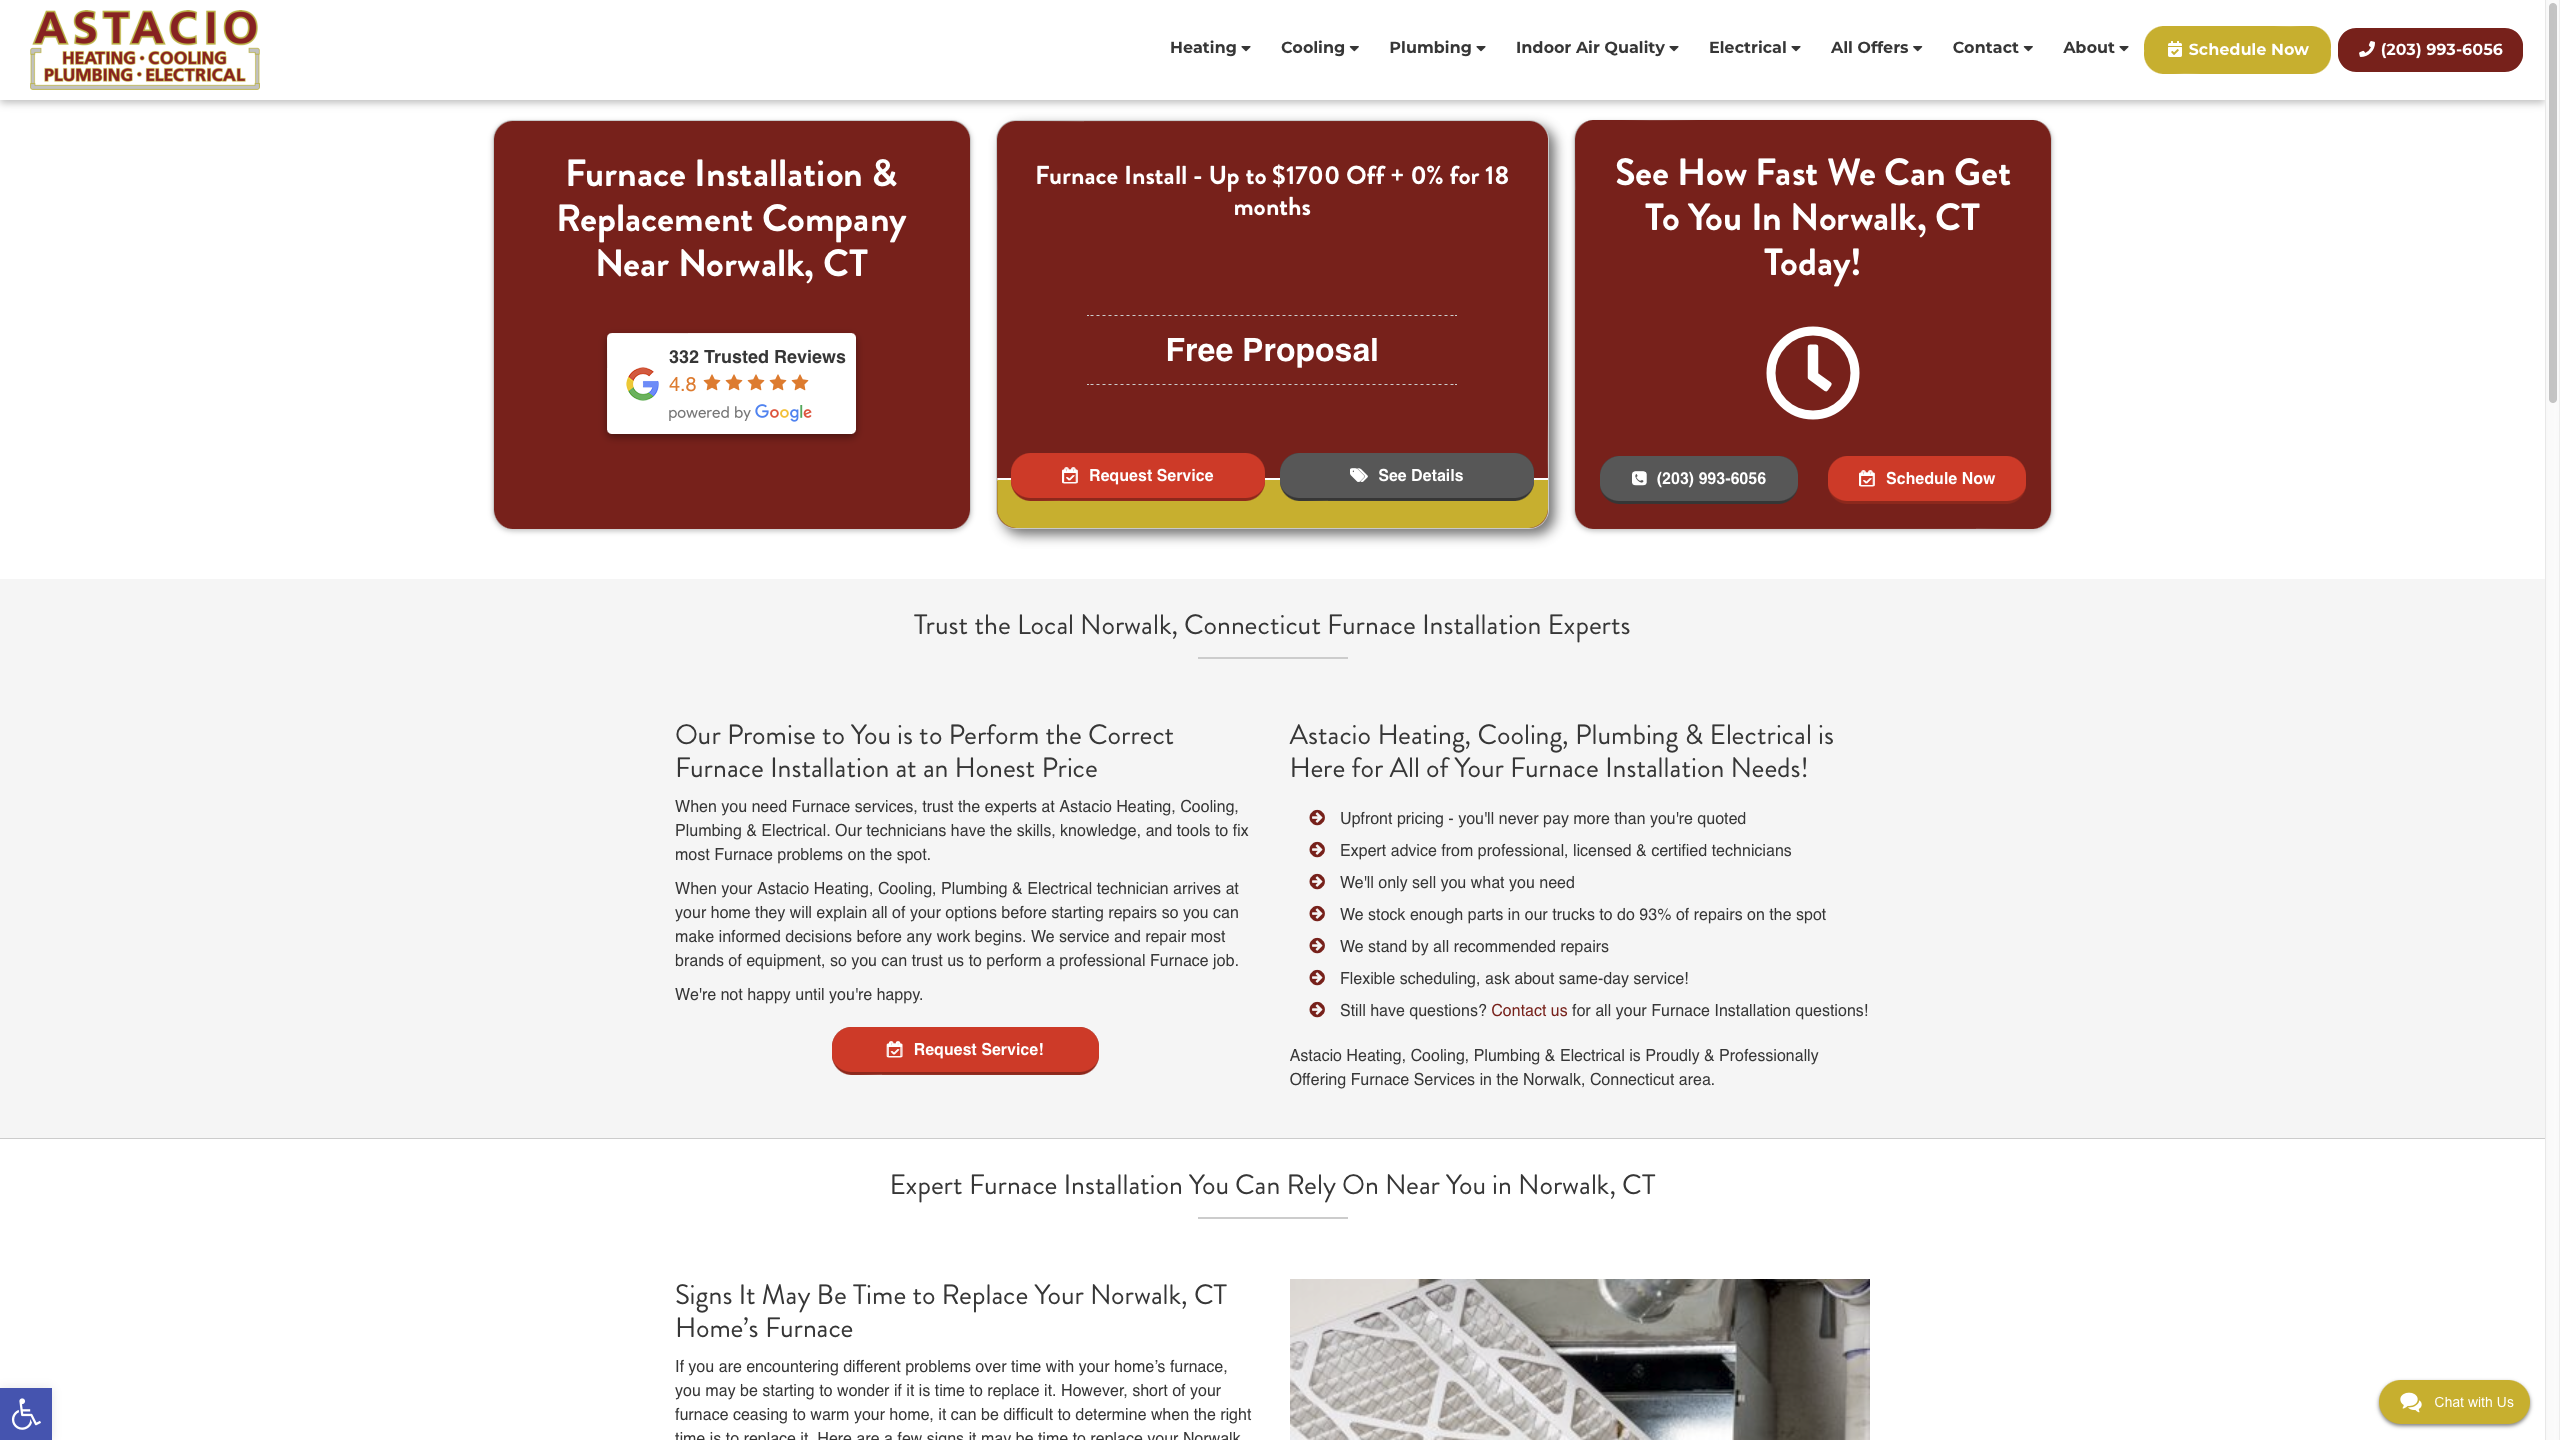 ASTACIO
HEATING · COOLING
PLUMBING · ELECTRICAL
Heating
Cooling
Plumbing
Indoor Air Quality
Electrical
All Offers
Contact
About
Schedule Now
(203) 993-6056
Furnace Installation &
Replacement Company
Near Norwalk, CT
332 Trusted Reviews
4.8
powered by Google
Furnace Install - Up to $1700 Off + 0% for 18
months
Free Proposal
Request Service
See Details
See How Fast We Can Get
To You In Norwalk, CT
Today!
(203) 993-6056
Schedule Now
Trust the Local Norwalk, Connecticut Furnace Installation Experts
Our Promise to You is to Perform the Correct
Furnace Installation at an Honest Price
When you need Furnace services, trust the experts at Astacio Heating, Cooling,
Plumbing & Electrical. Our technicians have the skills, knowledge, and tools to fix
most Furnace problems on the spot.
When your Astacio Heating, Cooling, Plumbing & Electrical technician arrives at
your home they will explain all of your options before starting repairs so you can
make informed decisions before any work begins. We service and repair most
brands of equipment, so you can trust us to perform a professional Furnace job.
We're not happy until you're happy.
Request Service!
Astacio Heating, Cooling, Plumbing & Electrical is
Here for All of Your Furnace Installation Needs!
Upfront pricing - you'll never pay more than you're quoted
Expert advice from professional, licensed & certified technicians
We'll only sell you what you need
We stock enough parts in our trucks to do 93% of repairs on the spot
We stand by all recommended repairs
Flexible scheduling, ask about same-day service!
Still have questions? Contact us for all your Furnace Installation questions!
Astacio Heating, Cooling, Plumbing & Electrical is Proudly & Professionally
Offering Furnace Services in the Norwalk, Connecticut area.
Expert Furnace Installation You Can Rely On Near You in Norwalk, CT
Signs It May Be Time to Replace Your Norwalk, CT
Home’s Furnace
If you are encountering different problems over time with your home’s furnace,
you may be starting to wonder if it is time to replace it. However, short of your
furnace ceasing to warm your home, it can be difficult to determine when the right
time is to replace it. Here are a few signs it may be time to replace your Norwalk,
Chat with Us